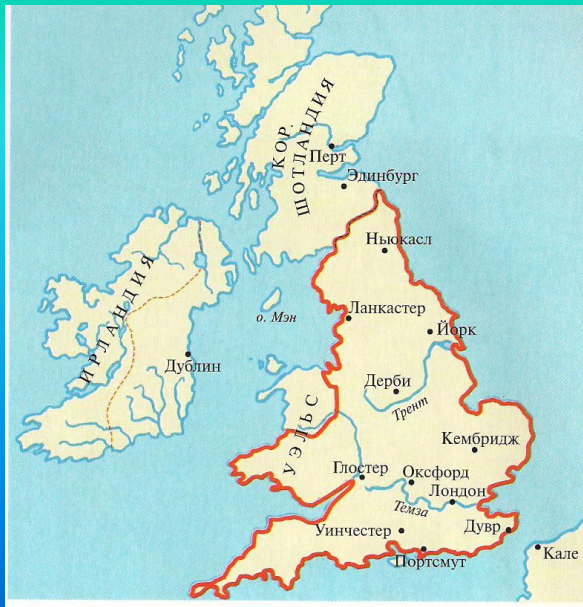 КОР.
ШОТЛАНДИЯ
Перт
Эдинбург
Ньюкасл
ИРЛАНДИЯ
о. Мэн
Ланкастер
Йорк
Дублин
Дерби
Трент
УЭЛЬС
Кембридж
Глостер
Оксфорд
Лондон
Темза
Уинчестер
Дувр
Портсмут
Кале